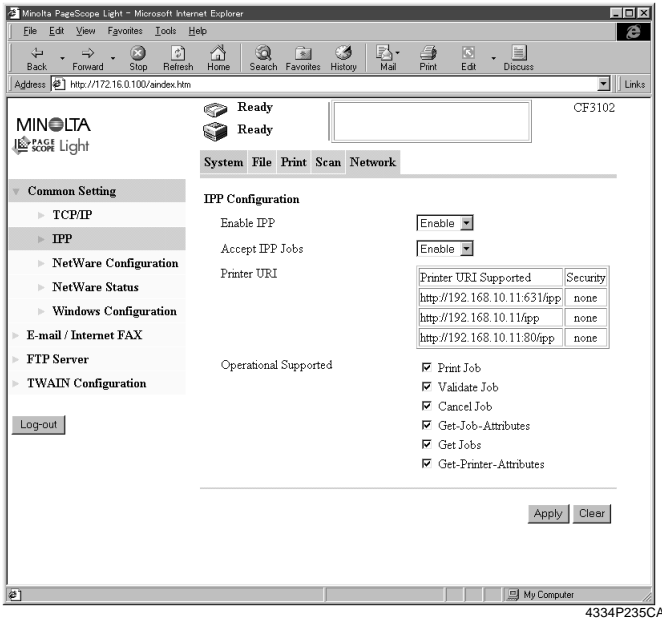 Minolta PageScope Light - Microsoft Internet Explorer
File Edit View Favorites Tools Help
Back Forward Stop Refresh Home Search Favorites History Mail Print Edit Discuss
Address http://172.16.0.100/aindex.htm Links
MINOLTA
PAGE SCOPE Light
Ready
Ready
CF3102
System File Print Scan Network
Common Setting
TCP/IP
IPP
NetWare Configuration
NetWare Status
Windows Configuration
E-mail / Internet FAX
FTP Server
TWAIN Configuration
Log-out
IPP Configuration
Enable IPP Enable
Accept IPP Jobs Enable
Printer URI
Printer URI Supported Security
http://192.168.10.11:631/ipp none
http://192.168.10.11/ipp none
http://192.168.10.11:80/ipp none
Operational Supported
Print Job
Validate Job
Cancel Job
Get-Job-Attributes
Get Jobs
Get-Printer-Attributes
Apply Clear
My Computer
4334P235CA